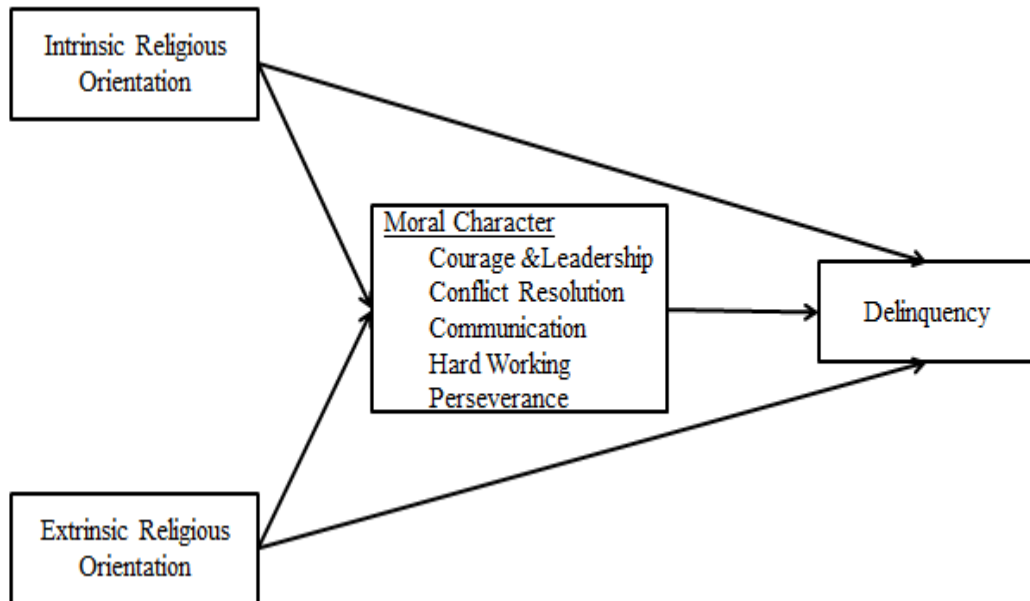 Intrinsic Religious
Orientation
Moral Character
Courage &Leadership
Conflict Resolution
Communication
Hard Working
Perseverance
Delinquency
Extrinsic Religious
Orientation